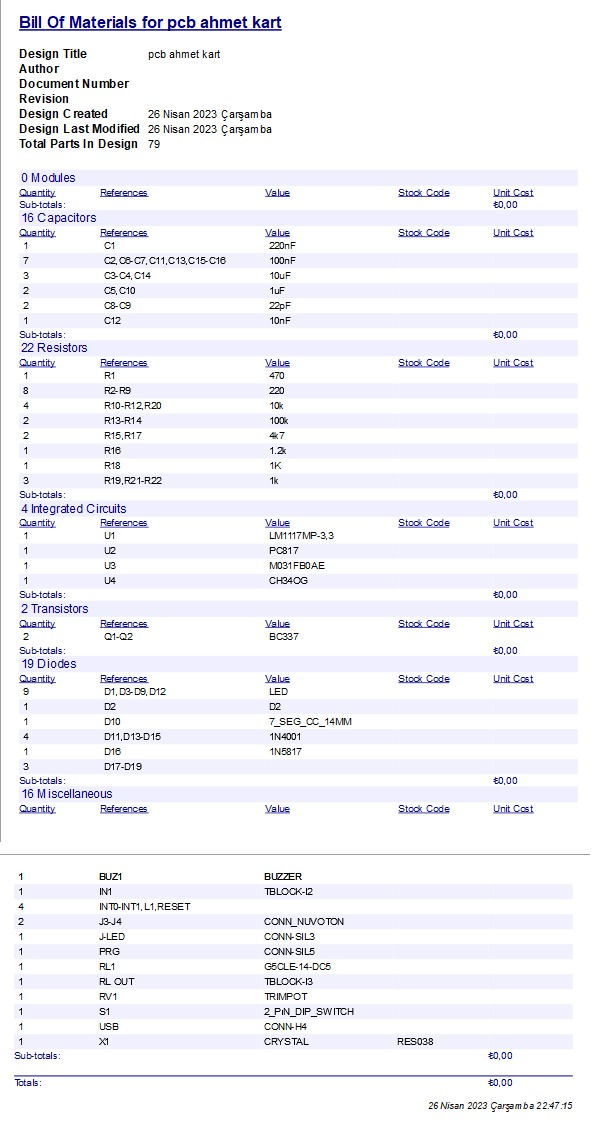 Bill Of Materials for pcb ahmet kart
Design Title pcb ahmet kart
Author
Document Number
Revision
Design Created 26 Nisan 2023 Çarşamba
Design Last Modified 26 Nisan 2023 Çarşamba
Total Parts In Design 79
0 Modules
Quantity References Value Stock Code Unit Cost
Sub-totals: €0,00
16 Capacitors
Quantity References Value Stock Code Unit Cost
1 C1 220nF
7 C2,C6-C7,C11,C13,C15-C16 100nF
3 C3-C4,C14 10uF
2 C5,C10 1uF
2 C8-C9 22pF
1 C12 10nF
Sub-totals: €0,00
22 Resistors
Quantity References Value Stock Code Unit Cost
1 R1 470
8 R2-R9 220
4 R10-R12,R20 10k
2 R13-R14 100k
2 R15,R17 4k7
1 R16 1.2k
1 R18 1K
3 R19,R21-R22 1k
Sub-totals: €0,00
4 Integrated Circuits
Quantity References Value Stock Code Unit Cost
1 U1 LM1117MP-3,3
1 U2 PC817
1 U3 M031FB0AE
1 U4 CH34OG
Sub-totals: €0,00
2 Transistors
Quantity References Value Stock Code Unit Cost
2 Q1-Q2 BC337
Sub-totals: €0,00
19 Diodes
Quantity References Value Stock Code Unit Cost
9 D1,D3-D9,D12 LED
1 D2 D2
1 D10 7_SEG_CC_14MM
4 D11,D13-D15 1N4001
1 D16 1N5817
3 D17-D19
Sub-totals: €0,00
16 Miscellaneous
Quantity References Value Stock Code Unit Cost
1 BUZ1 BUZZER
1 IN1 TBLOCK-I2
4 INT0-INT1,L1,RESET
2 J3-J4 CONN_NUVOTON
1 J-LED CONN-SIL3
1 PRG CONN-SIL5
1 RL1 G5CLE-14-DC5
1 RL OUT TBLOCK-I3
1 RV1 TRIMPOT
1 S1 2_PıN_DIP_SWITCH
1 USB CONN-H4
1 X1 CRYSTAL RES038
Sub-totals: €0,00
Totals: €0,00
26 Nisan 2023 Çarşamba 22:47:15